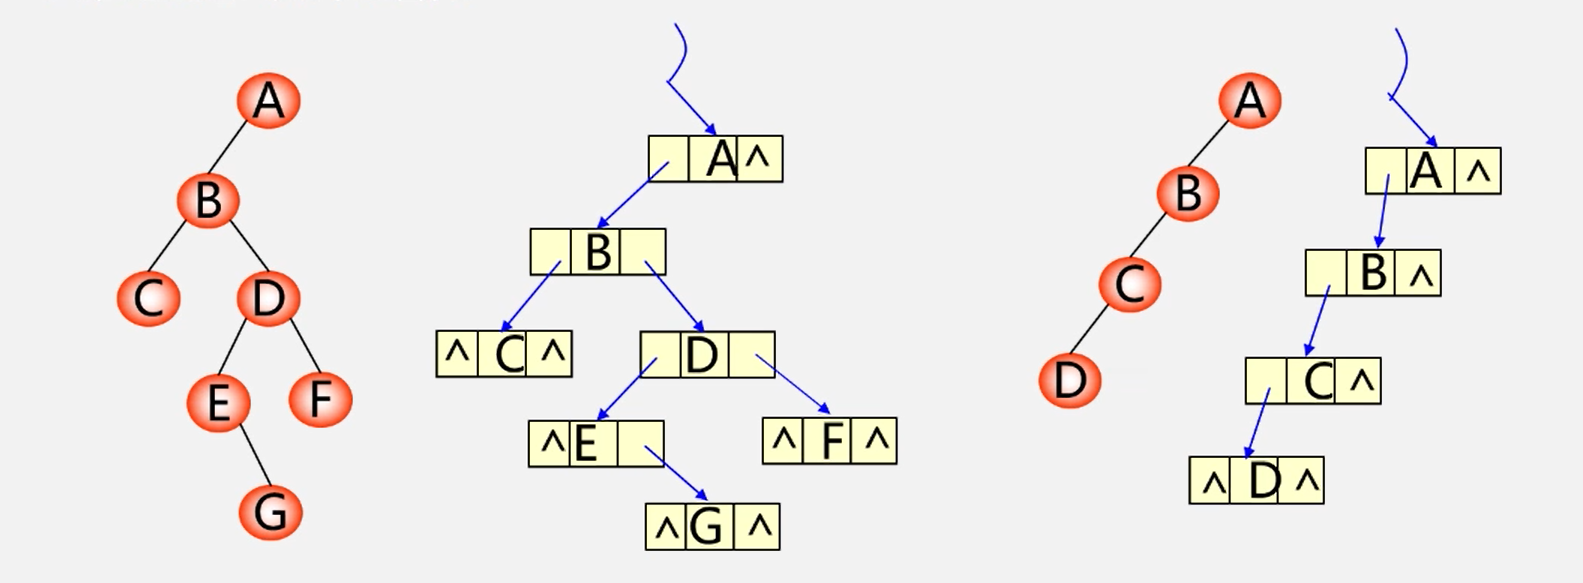 A
B
C D
E F
G
A ^
B
^ C ^ D
^ E ^ F ^
^ G ^
A
B
C
D
A ^
B ^
C ^
^ D ^